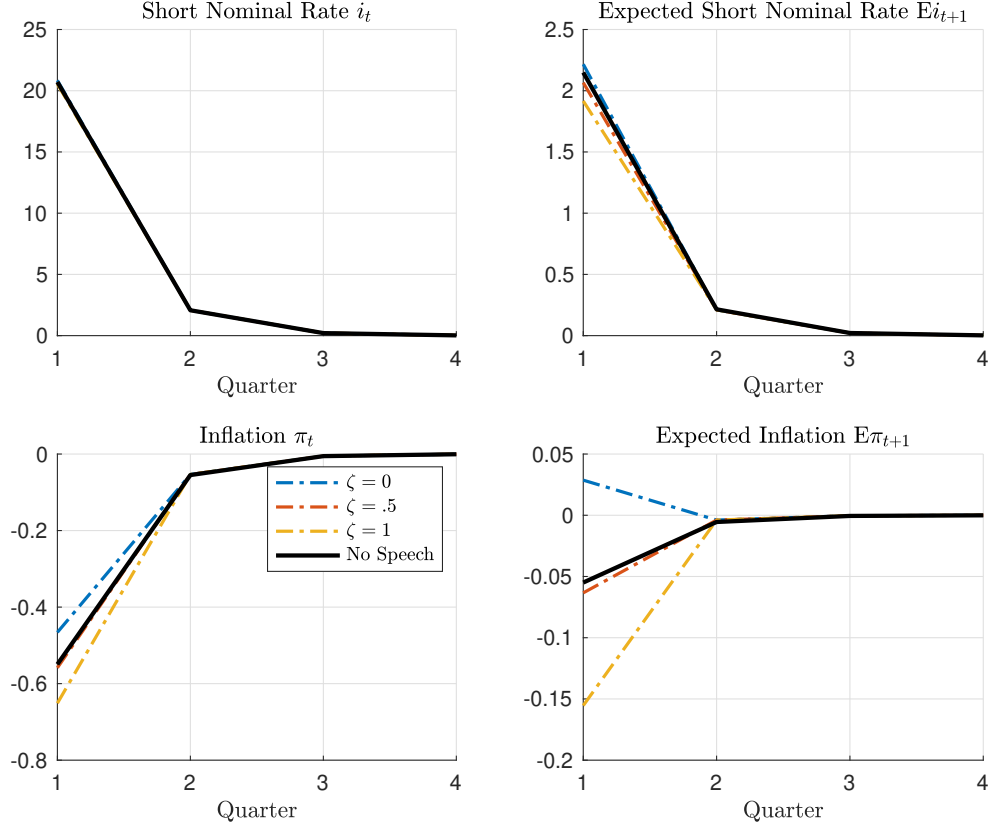 Short Nominal Rate i_t
25
20
15
10
5
0
1 2 3 4
Quarter
Expected Short Nominal Rate Ei_{t+1}
2.5
2
1.5
1
0.5
0
1 2 3 4
Quarter
Inflation π_t
0
-0.2
-0.4
-0.6
-0.8
1 2 3 4
Quarter
ζ = 0
ζ = .5
ζ = 1
No Speech
Expected Inflation Eπ_{t+1}
0.05
0
-0.05
-0.1
-0.15
-0.2
1 2 3 4
Quarter